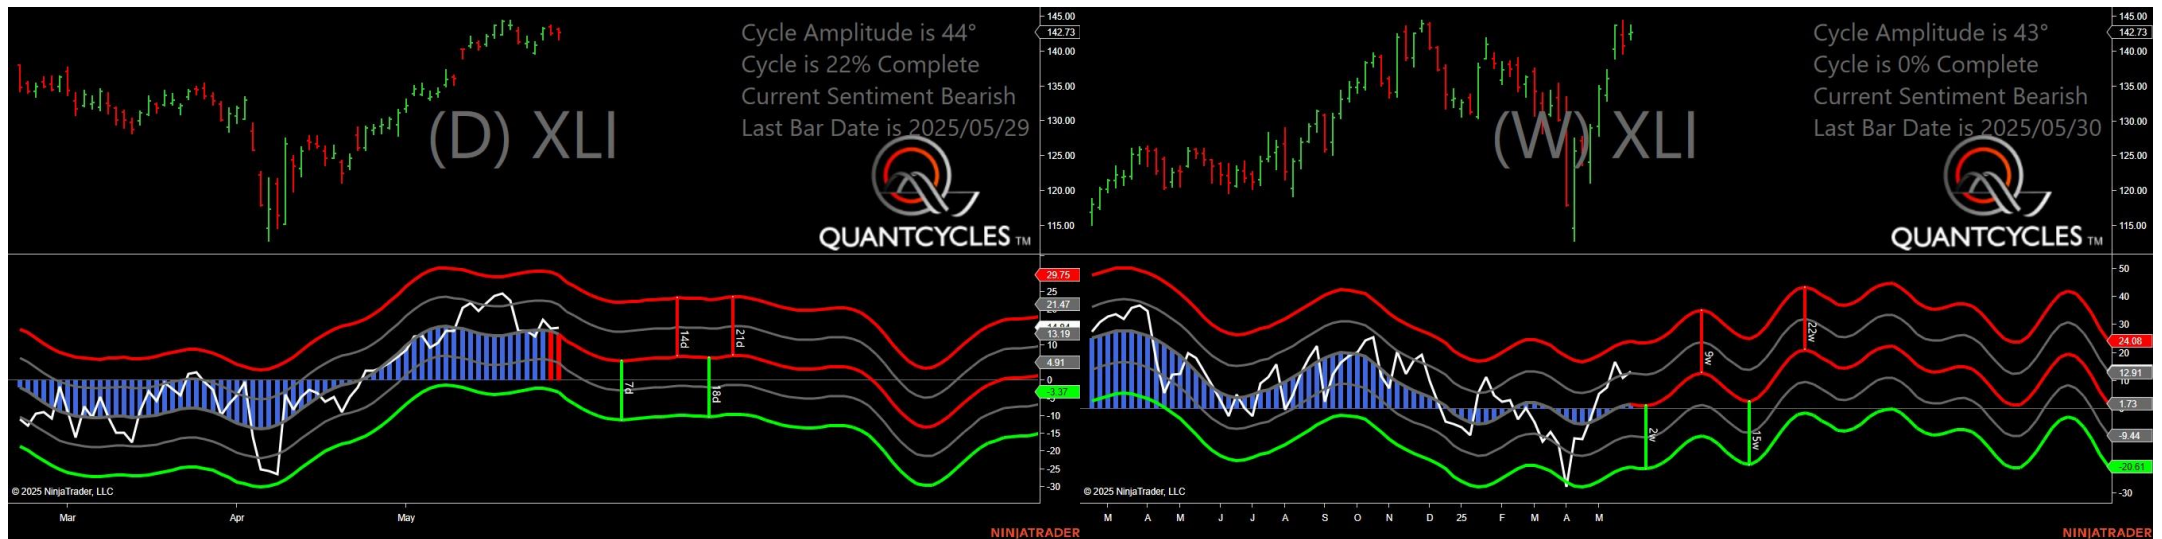 Cycle Amplitude is 44°
Cycle is 22% Complete
Current Sentiment Bearish
Last Bar Date is 2025/05/29
(D) XLI
QUANTCYCLES TM
145.00
142.73
140.00
135.00
130.00
125.00
120.00
115.00
29.75
25
21.47
13.19
10
4.91
0
-3.37
-10
-15
-20
-25
-30
14d
21d
7d
18d
© 2025 NinjaTrader, LLC
Mar
Apr
May
NINJATRADER
Cycle Amplitude is 43°
Cycle is 0% Complete
Current Sentiment Bearish
Last Bar Date is 2025/05/30
(W) XLI
QUANTCYCLES TM
145.00
142.73
140.00
135.00
130.00
125.00
120.00
115.00
50
40
30
24.08
20
12.91
10
1.73
-9.44
-20.61
-30
9w
22w
2w
15w
© 2025 NinjaTrader, LLC
M A M J J A S O N D 25 F M A M
NINJATRADER